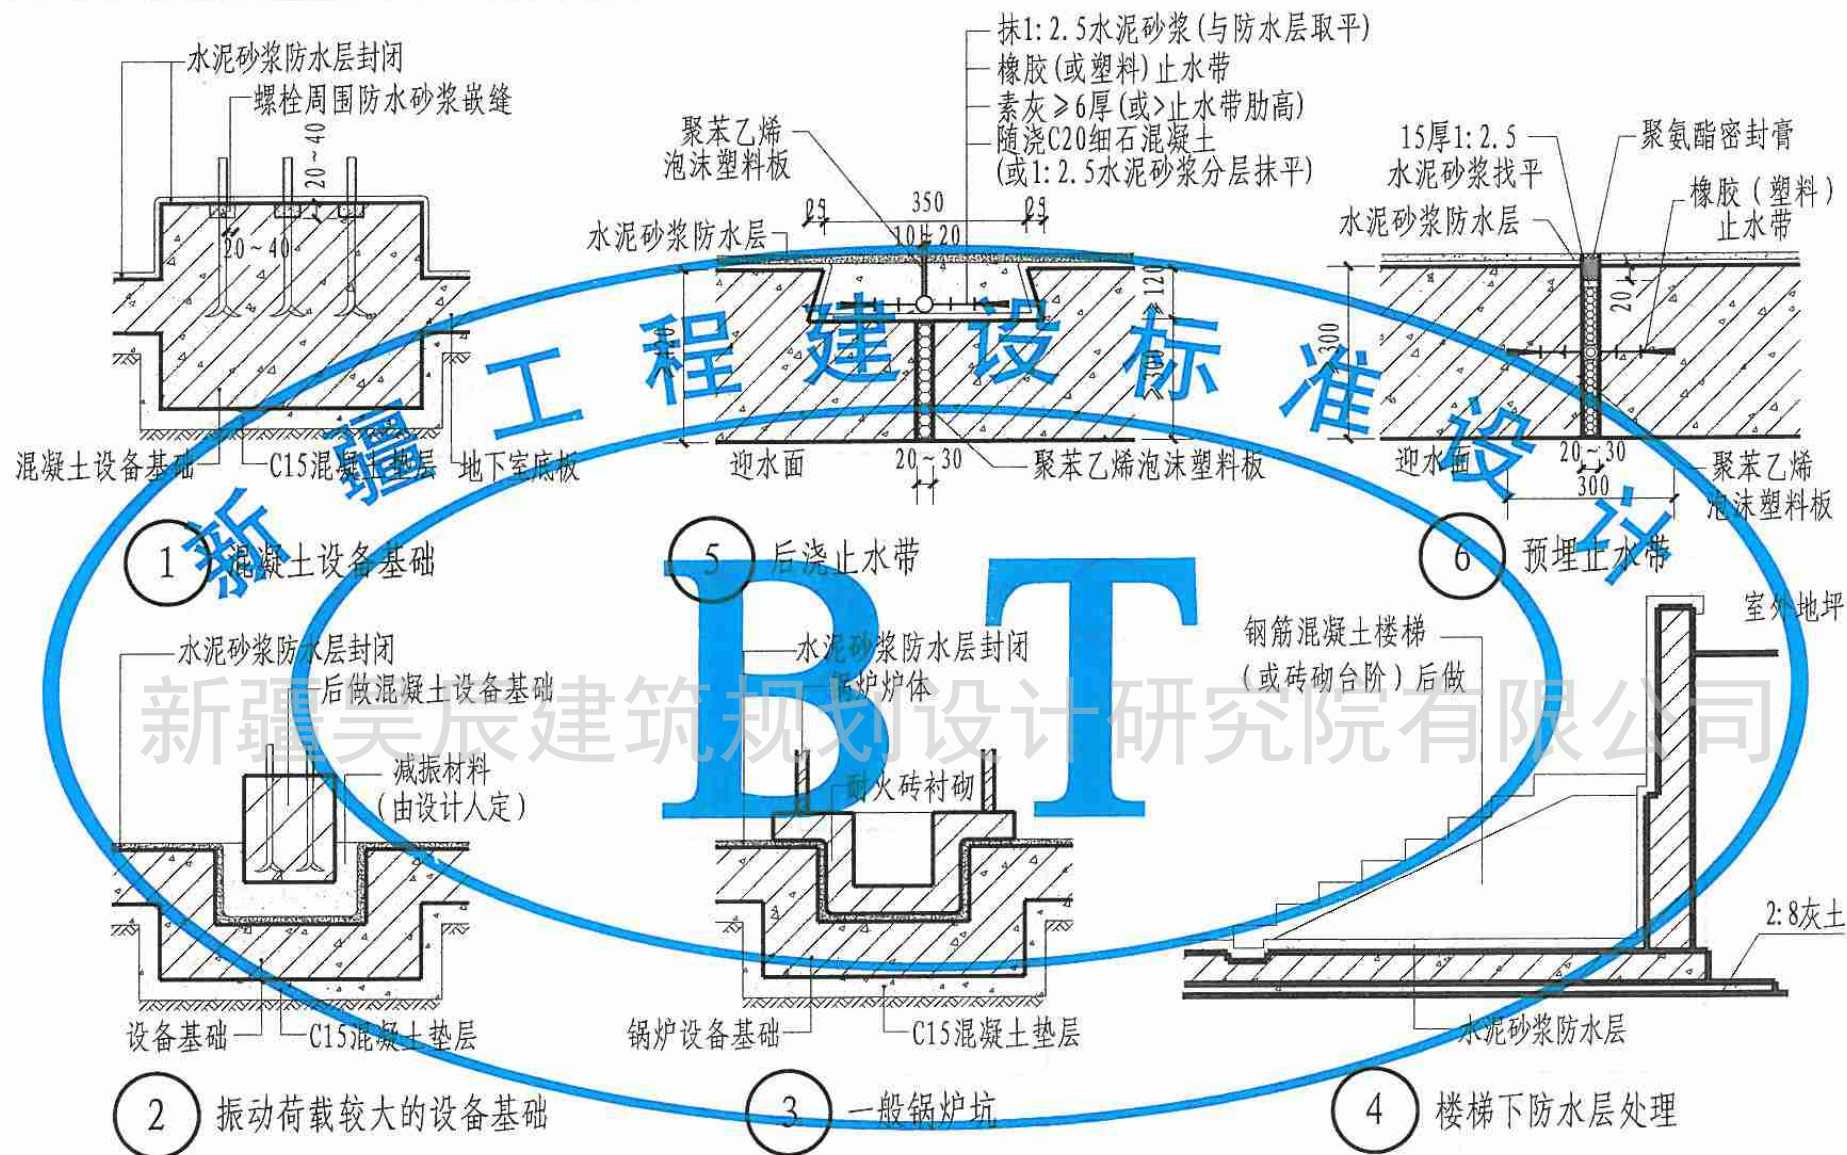 水泥砂浆防水层封闭
螺栓周围防水砂浆嵌缝
20~40
20~40
混凝土设备基础
C15混凝土垫层
地下室底板
1 混凝土设备基础
抹1:2.5水泥砂浆(与防水层取平)
橡胶(或塑料)止水带
素灰≥6厚(或>止水带肋高)
随浇C20细石混凝土
(或1:2.5水泥砂浆分层抹平)
聚苯乙烯
泡沫塑料板
水泥砂浆防水层
25
350
25
10
20
≥120
迎水面
20~30
聚苯乙烯泡沫塑料板
5 后浇止水带
15厚1:2.5
水泥砂浆找平
水泥砂浆防水层
聚氨酯密封膏
橡胶(塑料)
止水带
20
≥300
迎水面
20~30
300
聚苯乙烯
泡沫塑料板
6 预埋止水带
新疆工程建设标准设计
BT
新疆昊辰建筑规划设计研究院有限公司
水泥砂浆防水层封闭
后做混凝土设备基础
减振材料
(由设计人定)
设备基础
C15混凝土垫层
2 振动荷载较大的设备基础
水泥砂浆防水层封闭
锅炉炉体
耐火砖衬砌
锅炉设备基础
C15混凝土垫层
3 一般锅炉坑
钢筋混凝土楼梯
(或砖砌台阶)后做
室外地坪
2:8灰土
水泥砂浆防水层
4 楼梯下防水层处理